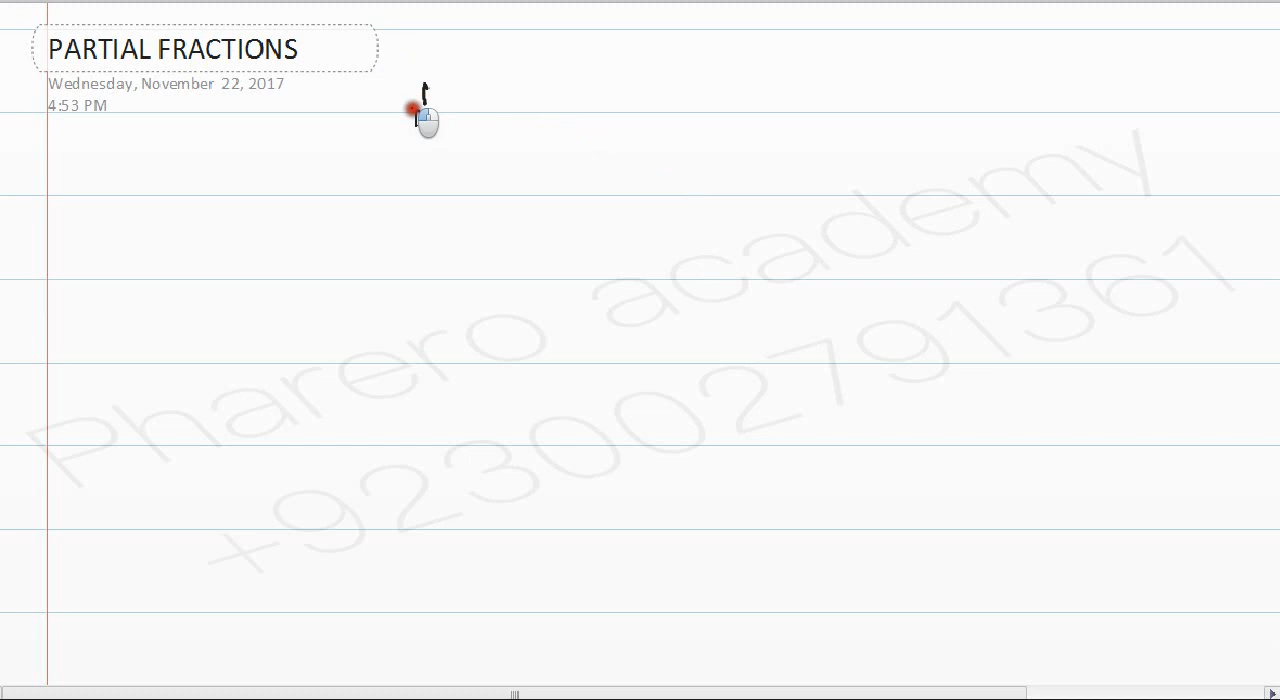 PARTIAL FRACTIONS
Wednesday, November 22, 2017
4:53 PM
Pharero academy
+923002791361